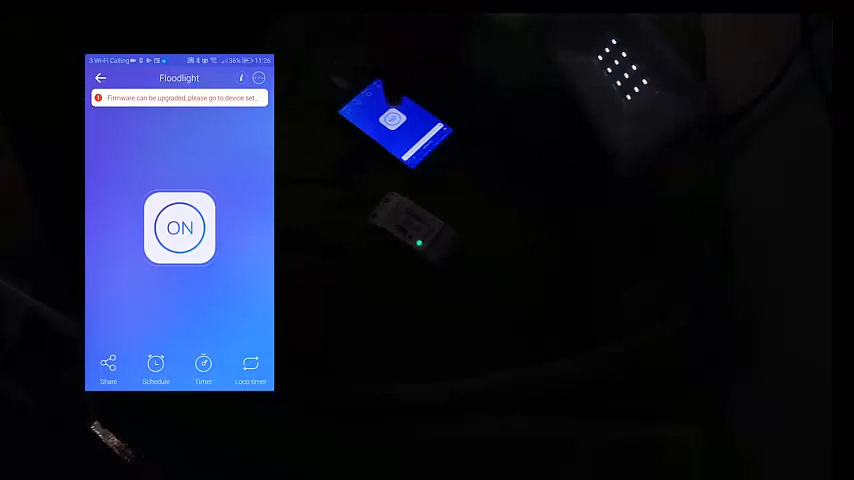 3 Wi-Fi Calling 36% 11:26
Floodlight
Firmware can be upgraded, please go to device set...
ON
Share Schedule Timer Loop timer